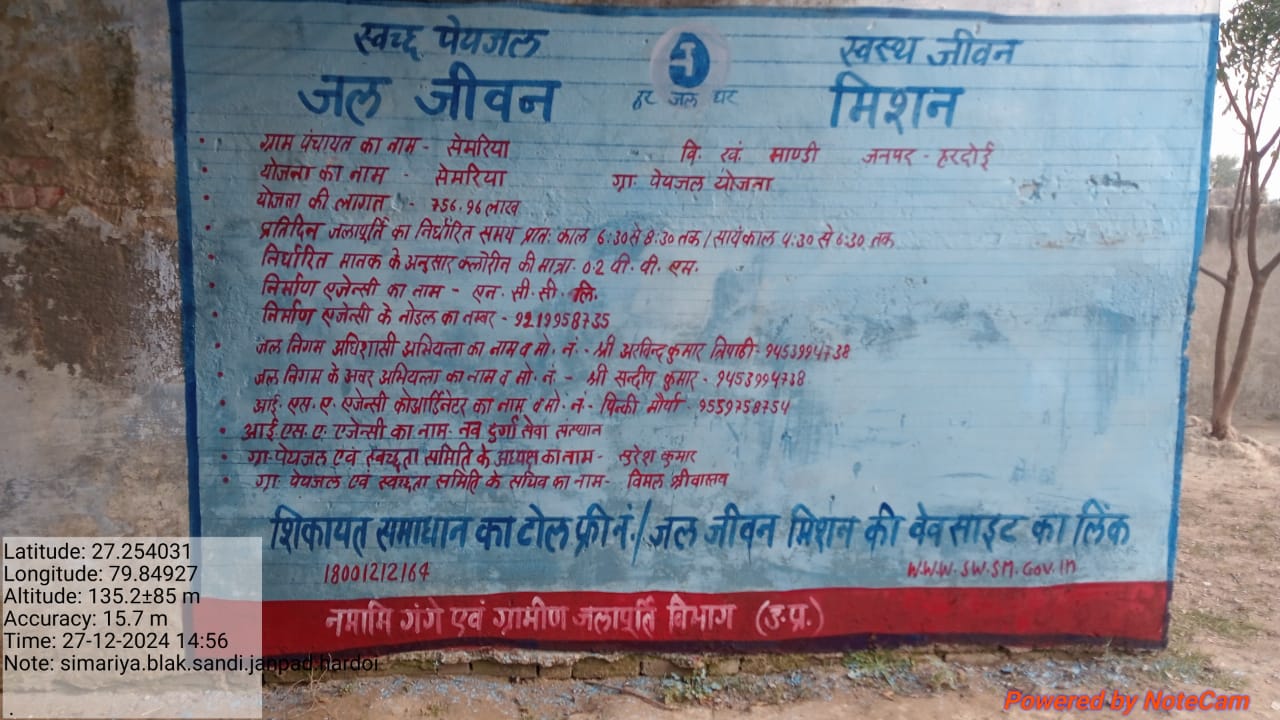 स्वच्छ पेयजल स्वस्थ जीवन
जल जीवन मिशन
हर जल घर
ग्राम पंचायत का नाम - सेमरिया वि. खं. साण्डी जनपद - हरदोई
योजना का नाम - सेमरिया ग्रा. पेयजल योजना
योजना की लागत - 756.96 लाख
प्रतिदिन जलापूर्ति का निर्धारित समय प्रातः काल 6:30 से 8:30 तक / सायंकाल 4:30 से 6:30 तक
निर्धारित मानक के अनुसार क्लोरीन की मात्रा. 0.2 पी. पी. एम.
निर्माण एजेन्सी का नाम - एन. सी. सी. लि.
निर्माण एजेन्सी के नोडल का नम्बर - 9219958735
जल निगम अधिशासी अभियन्ता का नाम व मो. नं. - श्री अरविन्द कुमार त्रिपाठी- 9453994738
जल निगम के अवर अभियन्ता का नाम व मो. नं. - श्री सन्दीप कुमार - 9453994738
आई. एस. ए. एजेन्सी कोआर्डिनेटर का नाम व मो. नं. - पिन्की मौर्या - 9559758754
आई. एस. ए. एजेन्सी का नाम- नव दुर्गा सेवा संस्थान
ग्रा. पेयजल एवं स्वच्छता समिति के अध्यक्ष का नाम - सुरेश कुमार
ग्रा. पेयजल एवं स्वच्छता समिति के सचिव का नाम- विमल श्रीवास्तव
शिकायत समाधान का टोल फ्री नं./ जल जीवन मिशन की वेवसाइट का लिंक
18001212164 W.W.W. SW.SM. Gov. in
नमामि गंगे एवं ग्रामीण जलापूर्ति विभाग (उ.प्र.)
Latitude: 27.254031
Longitude: 79.84927
Altitude: 135.2±85 m
Accuracy: 15.7 m
Time: 27-12-2024 14:56
Note: simariya.blak.sandi.janpad.hardoi
Powered by NoteCam